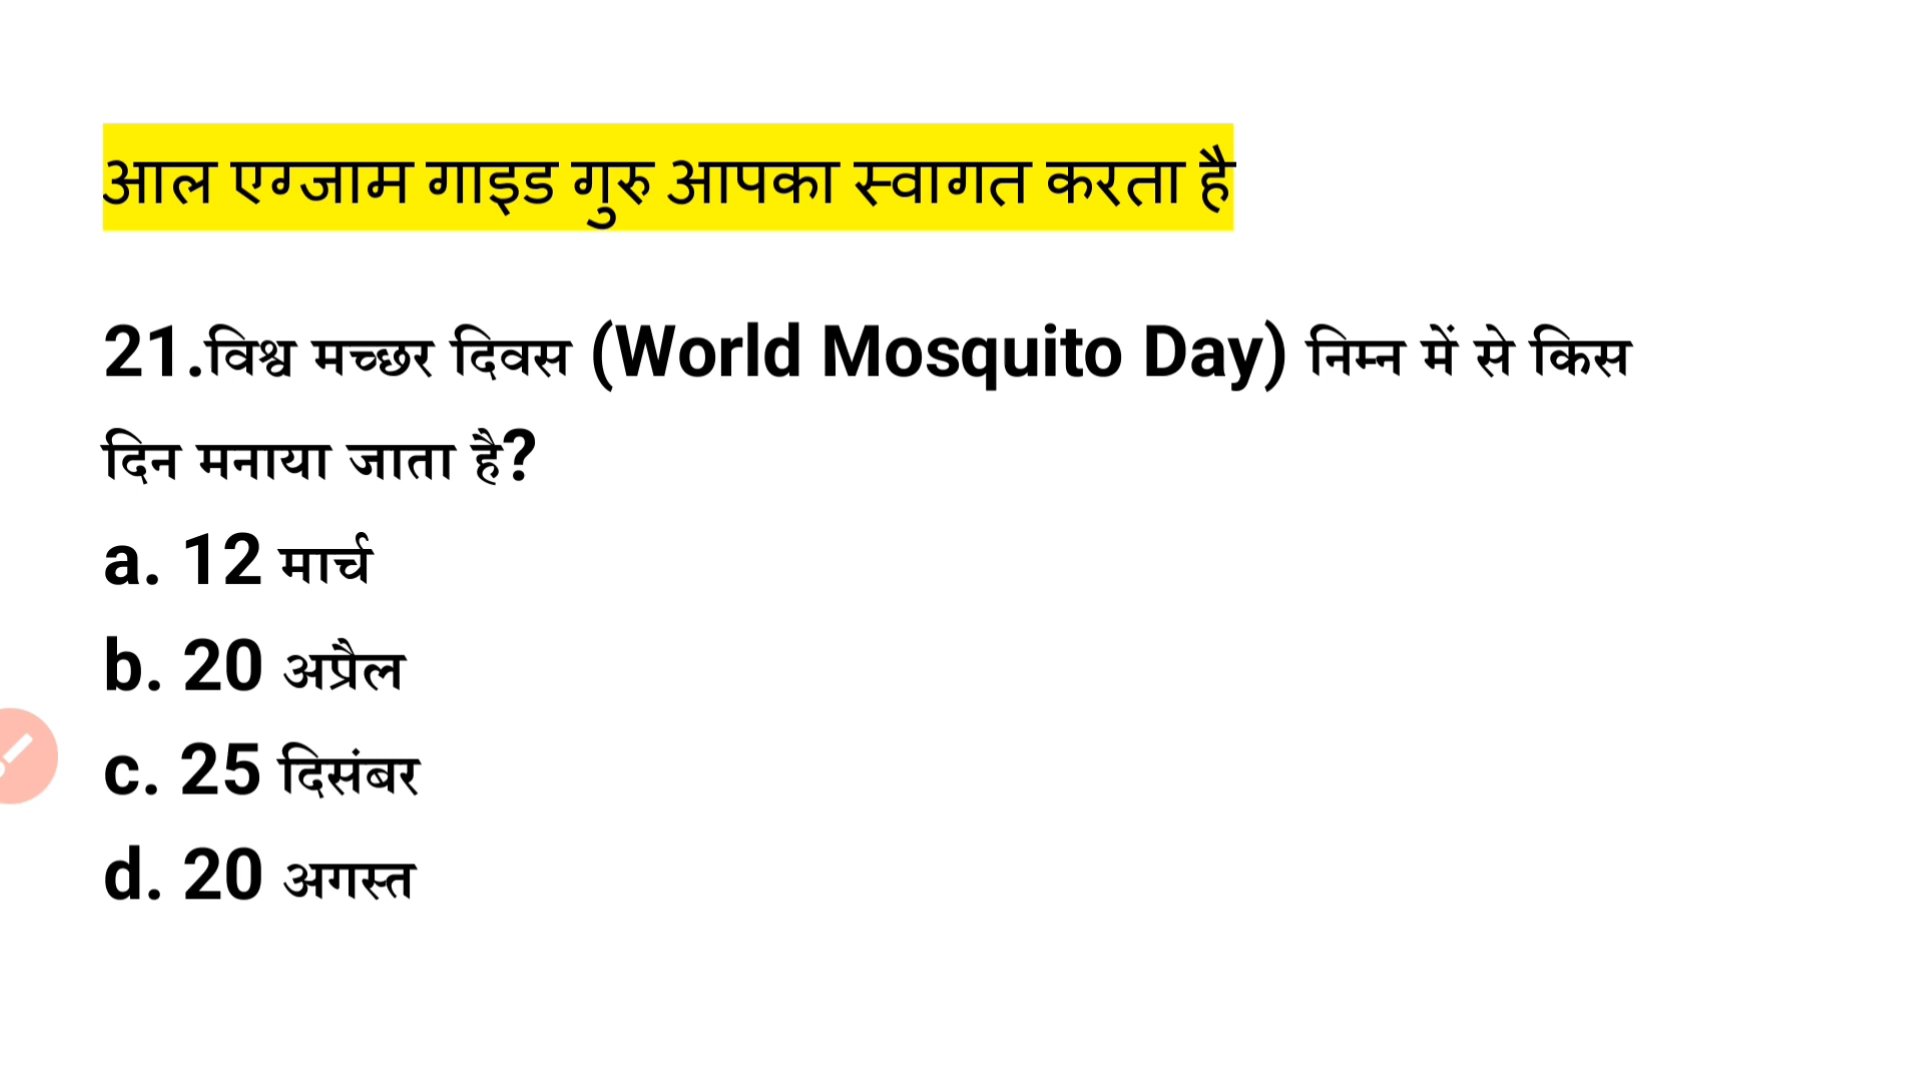 आल एग्जाम गाइड गुरु आपका स्वागत करता है
21.विश्व मच्छर दिवस (World Mosquito Day) निम्न में से किस
दिन मनाया जाता है?
a. 12 मार्च
b. 20 अप्रैल
c. 25 दिसंबर
d. 20 अगस्त